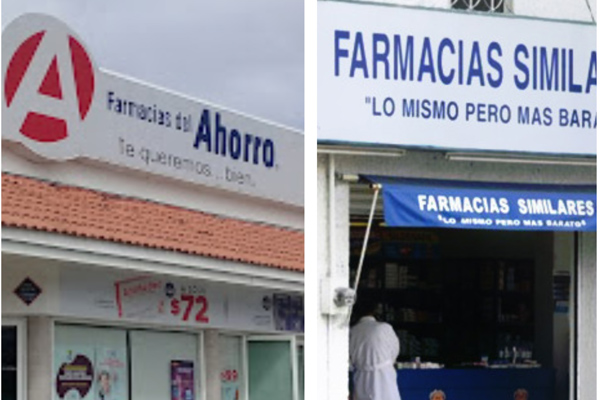 A
Farmacias del Ahorro
Te queremos... bien.
$72
FARMACIAS SIMILA
"LO MISMO PERO MAS BARA
FARMACIAS SIMILARES
"LO MISMO PERO MAS BARATO"